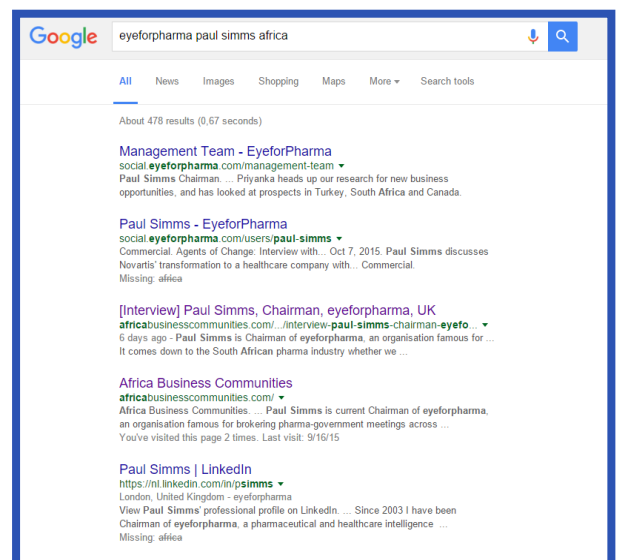 Google eyeforpharma paul simms africa
All News Images Shopping Maps More Search tools
About 478 results (0,67 seconds)
Management Team - EyeforPharma
social.eyeforpharma.com/management-team
Paul Simms Chairman. ... Priyanka heads up our research for new business
opportunities, and has looked at prospects in Turkey, South Africa and Canada.
Paul Simms - EyeforPharma
social.eyeforpharma.com/users/paul-simms
Commercial. Agents of Change: Interview with... Oct 7, 2015. Paul Simms discusses
Novartis' transformation to a healthcare company with... Commercial.
Missing: africa
[Interview] Paul Simms, Chairman, eyeforpharma, UK
africabusinesscommunities.com/.../interview-paul-simms-chairman-eyefo...
6 days ago - Paul Simms is Chairman of eyeforpharma, an organisation famous for ...
It comes down to the South African pharma industry whether we ...
Africa Business Communities
africabusinesscommunities.com/
Africa Business Communities. ... Paul Simms is current Chairman of eyeforpharma,
an organisation famous for brokering pharma-government meetings across ...
You've visited this page 2 times. Last visit: 9/16/15
Paul Simms | LinkedIn
https://nl.linkedin.com/in/psimms
London, United Kingdom - eyeforpharma
View Paul Simms' professional profile on LinkedIn. ... Since 2003 I have been
Chairman of eyeforpharma, a pharmaceutical and healthcare intelligence ...
Missing: africa